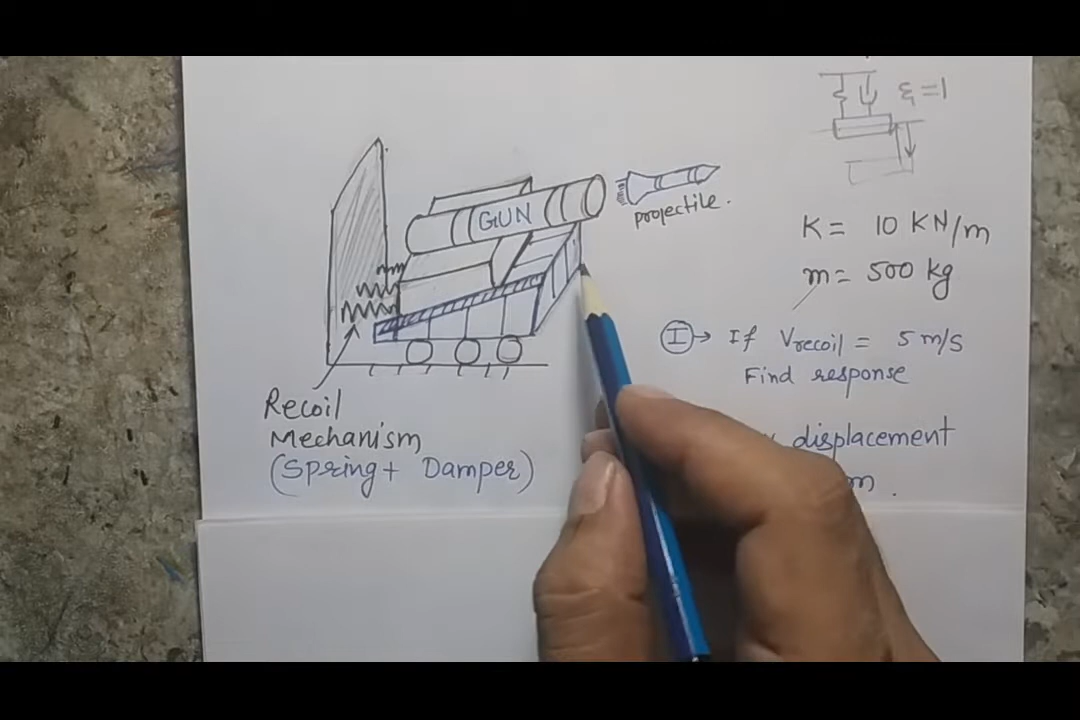 ξ=1
GUN
projectile.
K= 10 KN/m
m= 500 kg
I → If Vrecoil = 5 m/s
Find response
Recoil
Mechanism
(Spring+ Damper)
displacement